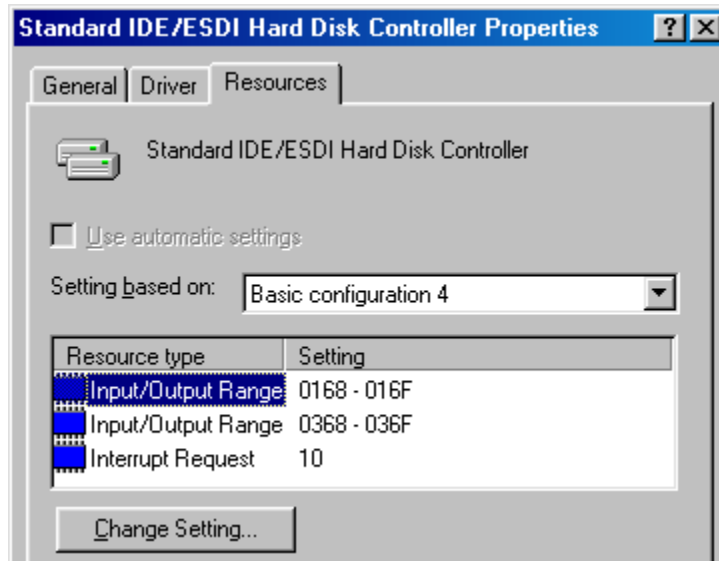 Standard IDE/ESDI Hard Disk Controller Properties
General Driver Resources
Standard IDE/ESDI Hard Disk Controller
Use automatic settings
Setting based on: Basic configuration 4
Resource type Setting
Input/Output Range 0168 - 016F
Input/Output Range 0368 - 036F
Interrupt Request 10
Change Setting...